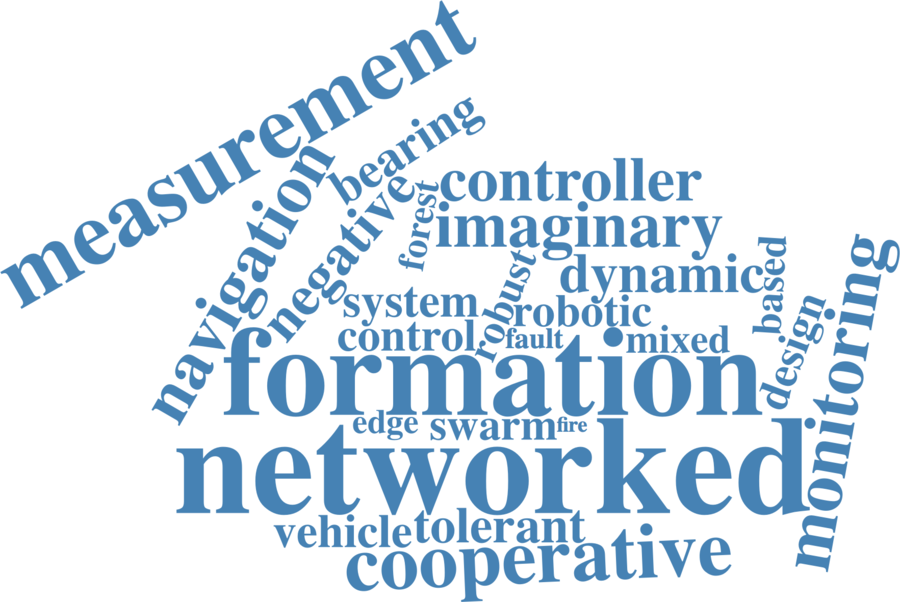 measurement
bearing
navigation
negative
forest
controller
imaginary
dynamic
based
robust
system
robotic
control
fault
mixed
design
monitoring
formation
edge
swarm
fire
networked
vehicle
tolerant
cooperative